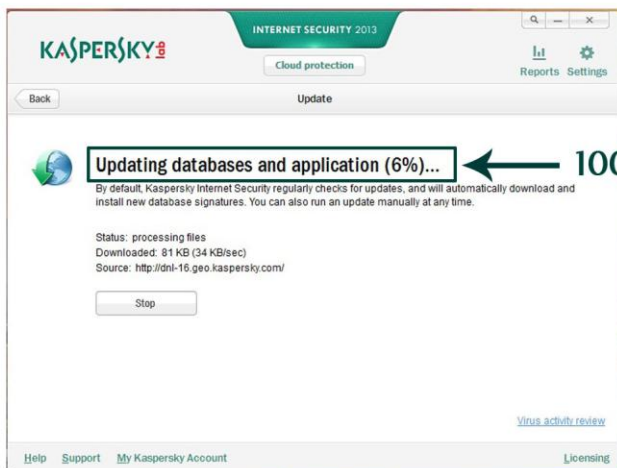 INTERNET SECURITY 2013
KASPERSKY lab
Cloud protection
Reports Settings
Back
Update
Updating databases and application (6%)...
100
By default, Kaspersky Internet Security regularly checks for updates, and will automatically download and
install new database signatures. You can also run an update manually at any time.
Status: processing files
Downloaded: 81 KB (34 KB/sec)
Source: http://dnl-16.geo.kaspersky.com/
Stop
Virus activity review
Help Support My Kaspersky Account
Licensing